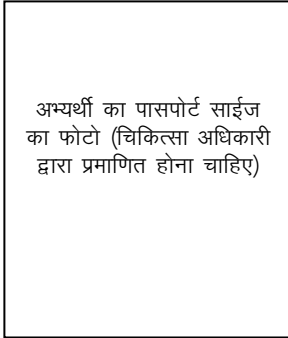 अभ्यर्थी का पासपोर्ट साईज
का फोटो (चिकित्सा अधिकारी
द्वारा प्रमाणित होना चाहिए)